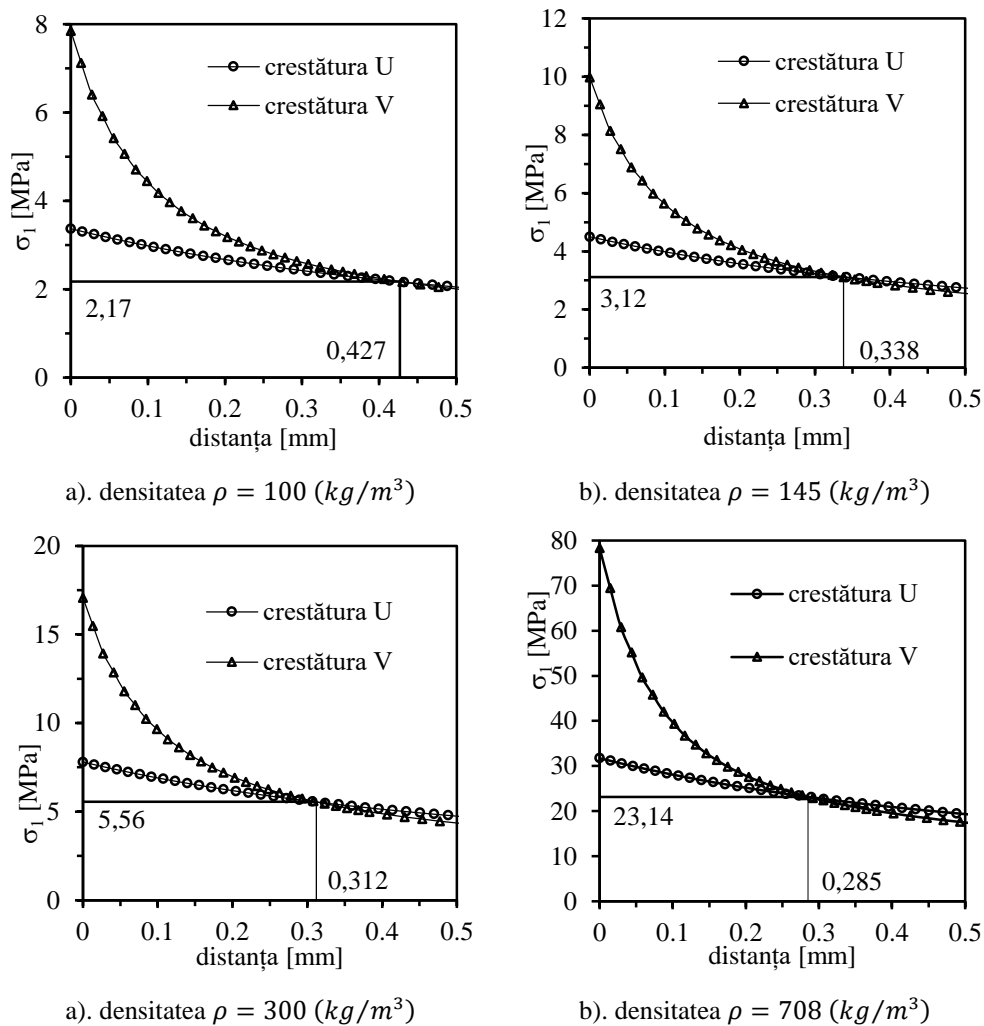 8
6
4
2
0
σ1 [MPa]
crestătura U
crestătura V
2,17
0,427
0 0.1 0.2 0.3 0.4 0.5
distanța [mm]
a). densitatea ρ = 100 (kg/m³)
12
10
8
6
4
2
0
σ1 [MPa]
crestătura U
crestătura V
3,12
0,338
0 0.1 0.2 0.3 0.4 0.5
distanța [mm]
b). densitatea ρ = 145 (kg/m³)
20
15
10
5
0
σ1 [MPa]
crestătura U
crestătura V
5,56
0,312
0 0.1 0.2 0.3 0.4 0.5
distanța [mm]
a). densitatea ρ = 300 (kg/m³)
80
70
60
50
40
30
20
10
0
σ1 [MPa]
crestătura U
crestătura V
23,14
0,285
0 0.1 0.2 0.3 0.4 0.5
distanța [mm]
b). densitatea ρ = 708 (kg/m³)